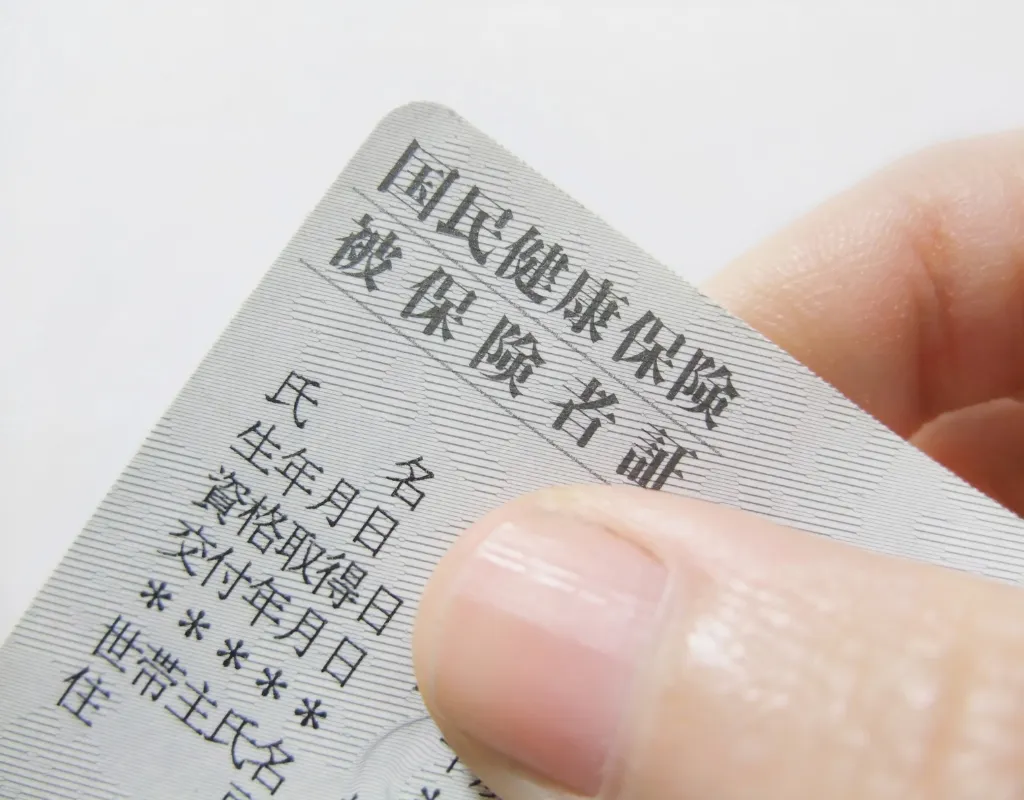 国民健康保険
被保険者証
氏 名
生年月日
資格取得日
交付年月日
*****
世帯主氏名
住